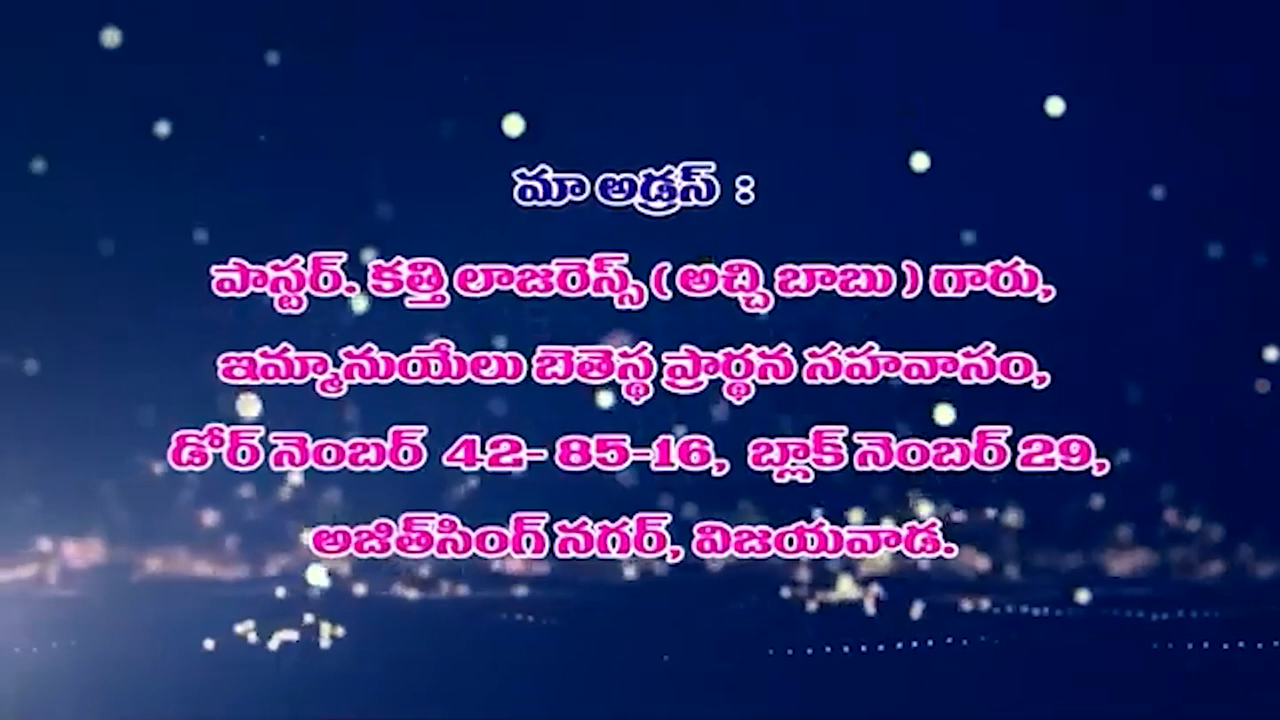 మా అడ్రస్ :
పాస్టర్. కత్తి లాజరెన్స్ ( అచ్చి బాబు ) గారు,
ఇమ్మానుయేలు బెతెస్థ ప్రార్థన సహవాసం,
డోర్ నెంబర్ 42- 85-16, బ్లాక్ నెంబర్ 29,
అజిత్‌సింగ్ నగర్, విజయవాడ.